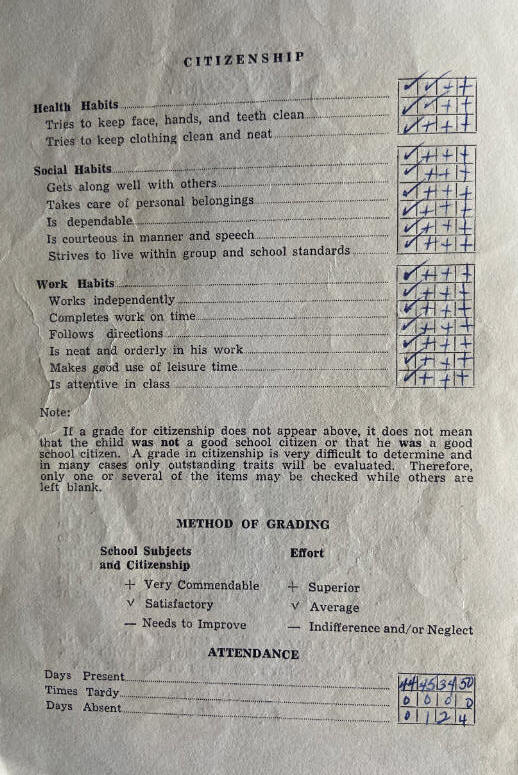 CITIZENSHIP
Health Habits ✓ ✓ + +
Tries to keep face, hands, and teeth clean ✓ ✓ + +
Tries to keep clothing clean and neat ✓ + + +
Social Habits ✓ + + +
Gets along well with others ✓ + + +
Takes care of personal belongings ✓ + + +
Is dependable ✓ + + +
Is courteous in manner and speech ✓ + + +
Strives to live within group and school standards ✓ + + +
Work Habits ✓ + + +
Works independently ✓ + + +
Completes work on time ✓ + + +
Follows directions ✓ + + +
Is neat and orderly in his work ✓ + + +
Makes good use of leisure time ✓ + + +
Is attentive in class ✓ + + +
Note:
If a grade for citizenship does not appear above, it does not mean
that the child was not a good school citizen or that he was a good
school citizen. A grade in citizenship is very difficult to determine and
in many cases only outstanding traits will be evaluated. Therefore,
only one or several of the items may be checked while others are
left blank.
METHOD OF GRADING
School Subjects Effort
and Citizenship
+ Very Commendable + Superior
√ Satisfactory √ Average
— Needs to Improve — Indifference and/or Neglect
ATTENDANCE
Days Present 44 45 34 50
Times Tardy 0 0 0 0
Days Absent 0 1 2 4